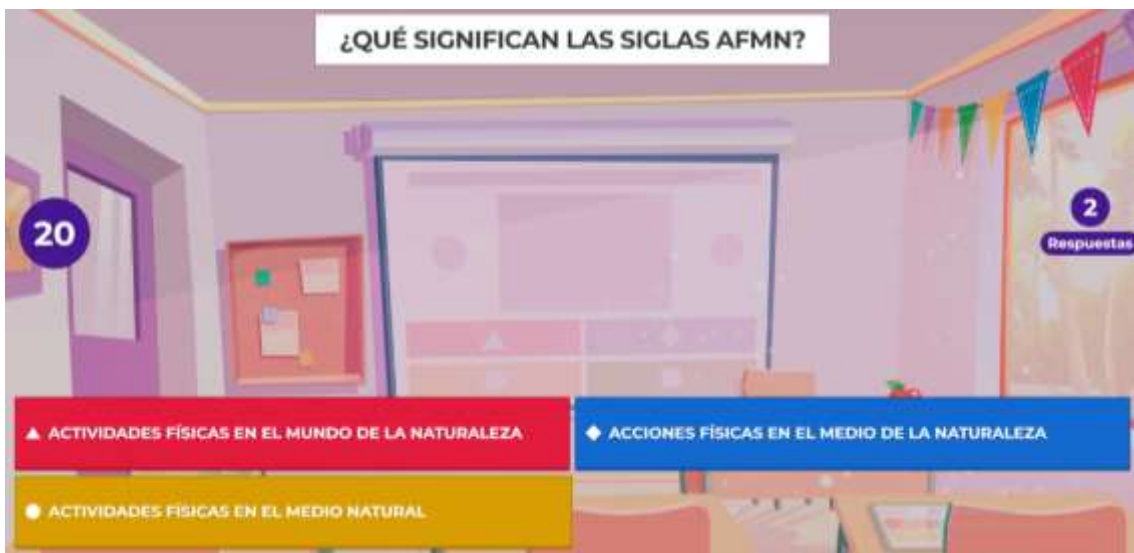 ¿QUÉ SIGNIFICAN LAS SIGLAS AFMN?
20
2
Respuestas
▲ ACTIVIDADES FÍSICAS EN EL MUNDO DE LA NATURALEZA
◆ ACCIONES FÍSICAS EN EL MEDIO DE LA NATURALEZA
● ACTIVIDADES FÍSICAS EN EL MEDIO NATURAL